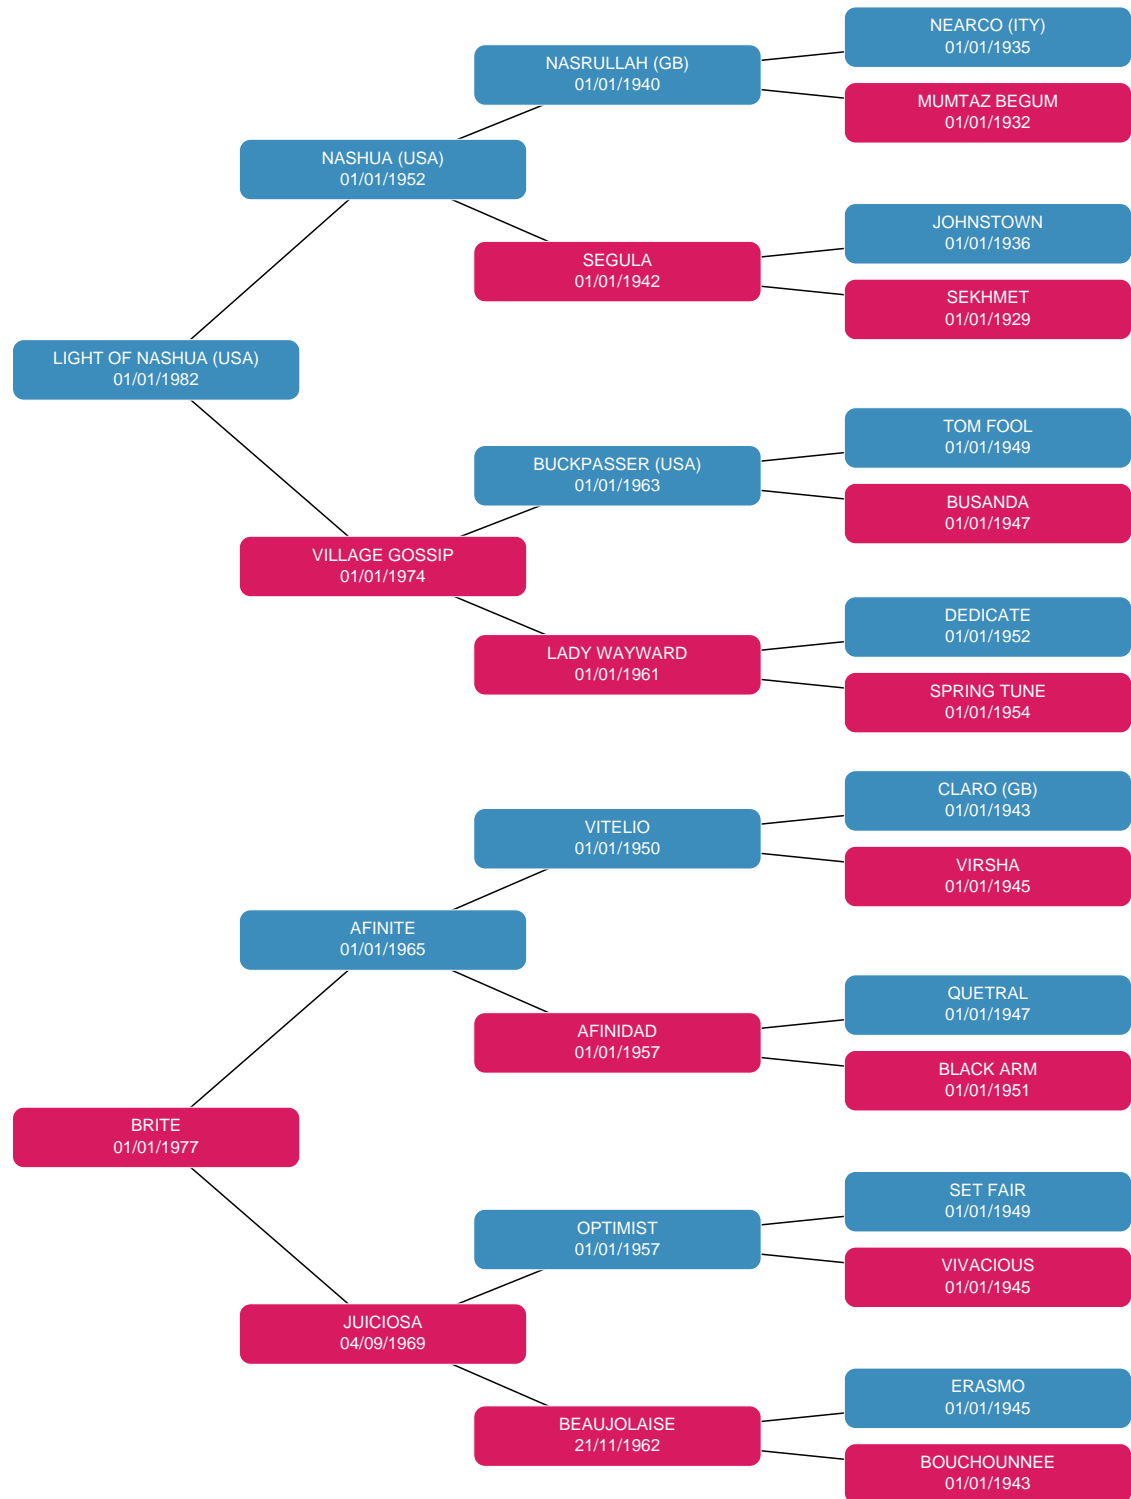 NEARCO (ITY)
01/01/1935
NASRULLAH (GB)
01/01/1940
MUMTAZ BEGUM
01/01/1932
NASHUA (USA)
01/01/1952
JOHNSTOWN
01/01/1936
SEGULA
01/01/1942
SEKHMET
01/01/1929
LIGHT OF NASHUA (USA)
01/01/1982
TOM FOOL
01/01/1949
BUCKPASSER (USA)
01/01/1963
BUSANDA
01/01/1947
VILLAGE GOSSIP
01/01/1974
DEDICATE
01/01/1952
LADY WAYWARD
01/01/1961
SPRING TUNE
01/01/1954
CLARO (GB)
01/01/1943
VITELIO
01/01/1950
VIRSHA
01/01/1945
AFINITE
01/01/1965
QUETRAL
01/01/1947
AFINIDAD
01/01/1957
BLACK ARM
01/01/1951
BRITE
01/01/1977
SET FAIR
01/01/1949
OPTIMIST
01/01/1957
VIVACIOUS
01/01/1945
JUICIOSA
04/09/1969
ERASMO
01/01/1945
BEAUJOLAISE
21/11/1962
BOUCHOUNNEE
01/01/1943